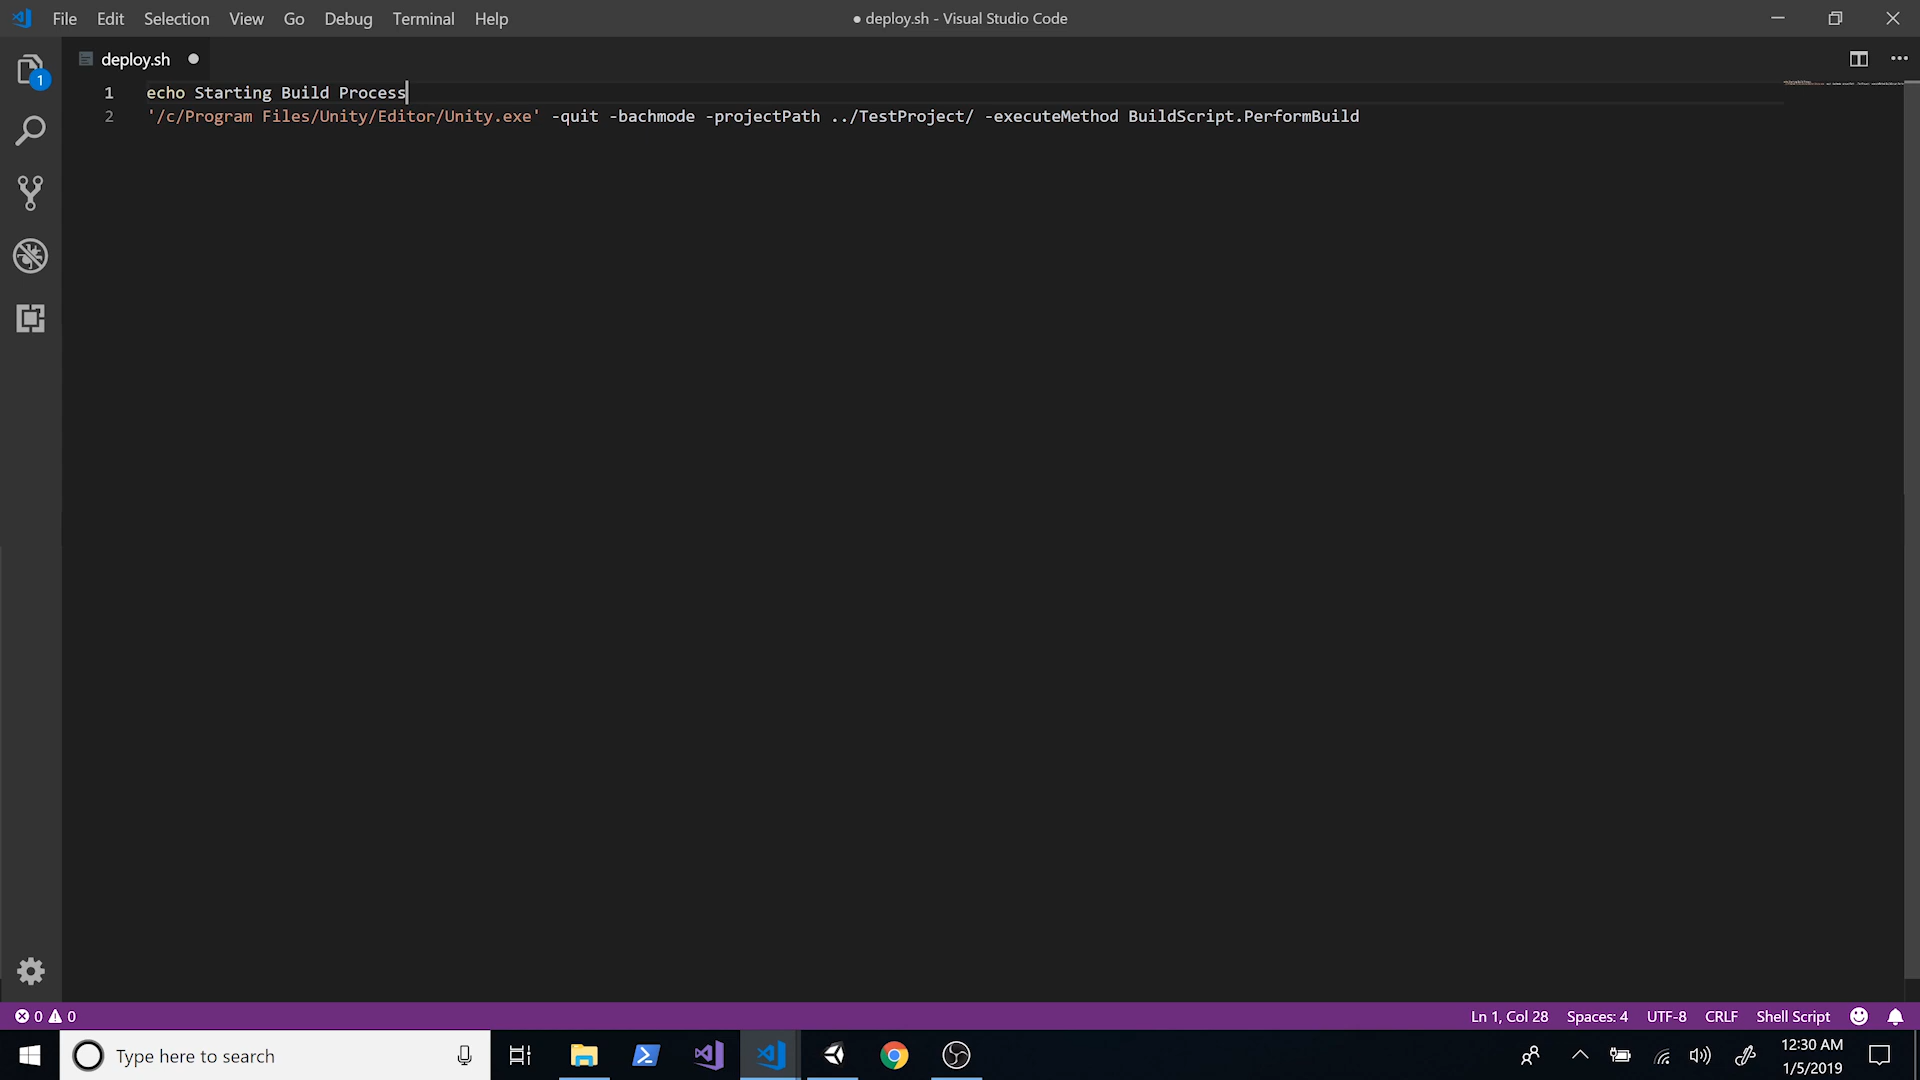 File Edit Selection View Go Debug Terminal Help
● deploy.sh - Visual Studio Code
deploy.sh ●
1 echo Starting Build Process
2 '/c/Program Files/Unity/Editor/Unity.exe' -quit -bachmode -projectPath ../TestProject/ -executeMethod BuildScript.PerformBuild
1
0 0
Ln 1, Col 28 Spaces: 4 UTF-8 CRLF Shell Script
Type here to search
12:30 AM
1/5/2019